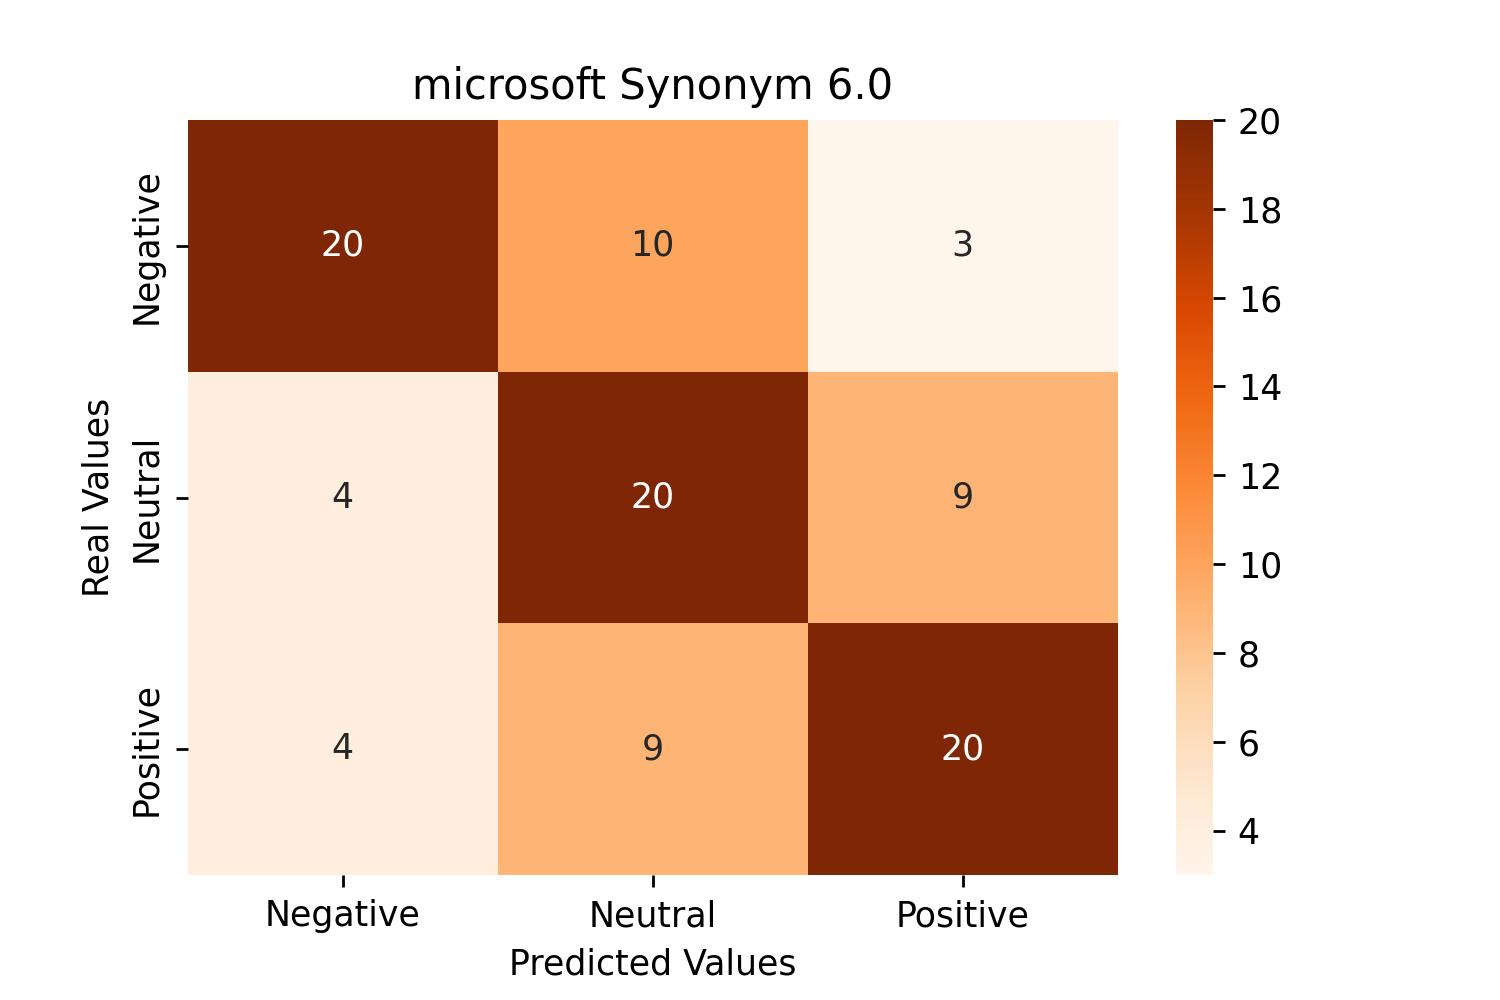 microsoft Synonym 6.0
Real Values
Negative
20 10 3
Neutral
4 20 9
Positive
4 9 20
Negative Neutral Positive
Predicted Values
20
18
16
14
12
10
8
6
4